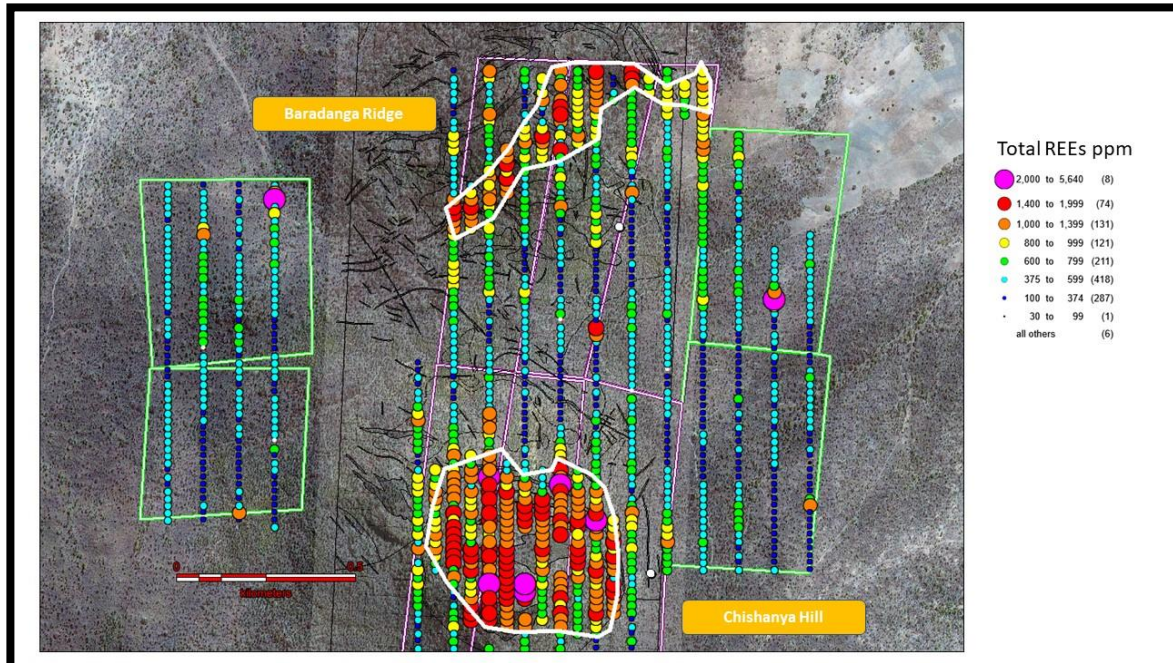 Baradanga Ridge
Total REEs ppm
2,000 to 5,640 (8)
1,400 to 1,999 (74)
1,000 to 1,399 (131)
800 to 999 (121)
600 to 799 (211)
375 to 599 (418)
100 to 374 (287)
30 to 99 (1)
all others (6)
0 0.5
kilometers
Chishanya Hill